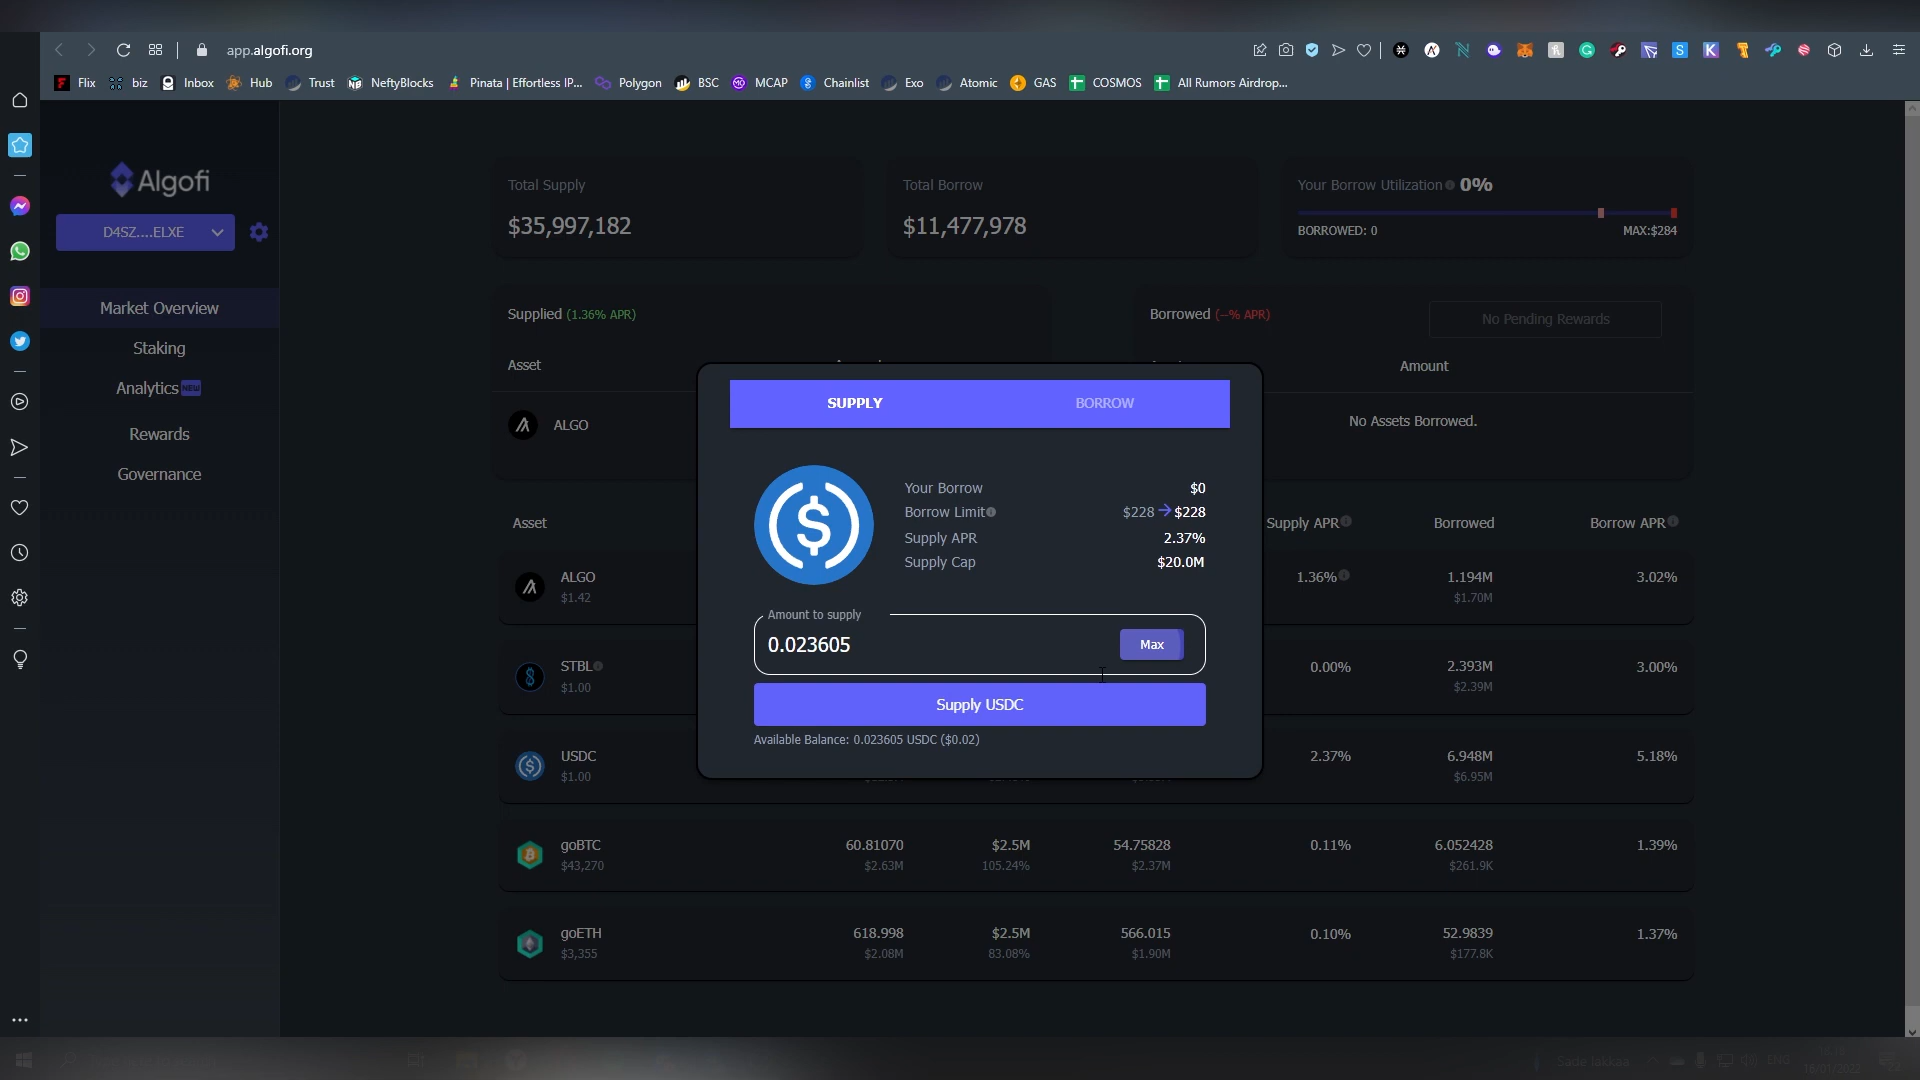 app.algofi.org
Flix biz Inbox Hub Trust NeftyBlocks Pinata | Effortless IP... Polygon BSC MCAP Chainlist Exo Atomic GAS COSMOS All Rumors Airdrop...
Algofi
D4SZ....ELXE
Market Overview
Staking
Analytics NEW
Rewards
Governance
Total Supply
$35,997,182
Total Borrow
$11,477,978
Your Borrow Utilization 0%
BORROWED: 0 MAX:$284
Supplied (1.36% APR)
Asset
ALGO
Borrowed (--% APR)
No Pending Rewards
Amount
No Assets Borrowed.
SUPPLY BORROW
Your Borrow $0
Borrow Limit $228 $228
Supply APR 2.37%
Supply Cap $20.0M
Amount to supply
0.023605 Max
Supply USDC
Available Balance: 0.023605 USDC ($0.02)
Asset Supply APR Borrowed Borrow APR
ALGO 1.36% 1.194M 3.02%
$1.42 $1.70M
STBL 0.00% 2.393M 3.00%
$1.00 $2.39M
USDC 2.37% 6.948M 5.18%
$1.00 $6.95M
goBTC 60.81070 $2.5M 54.75828 0.11% 6.052428 1.39%
$43,270 $2.63M 105.24% $2.37M $261.9K
goETH 618.998 $2.5M 566.015 0.10% 52.9839 1.37%
$3,355 $2.08M 83.08% $1.90M $177.8K